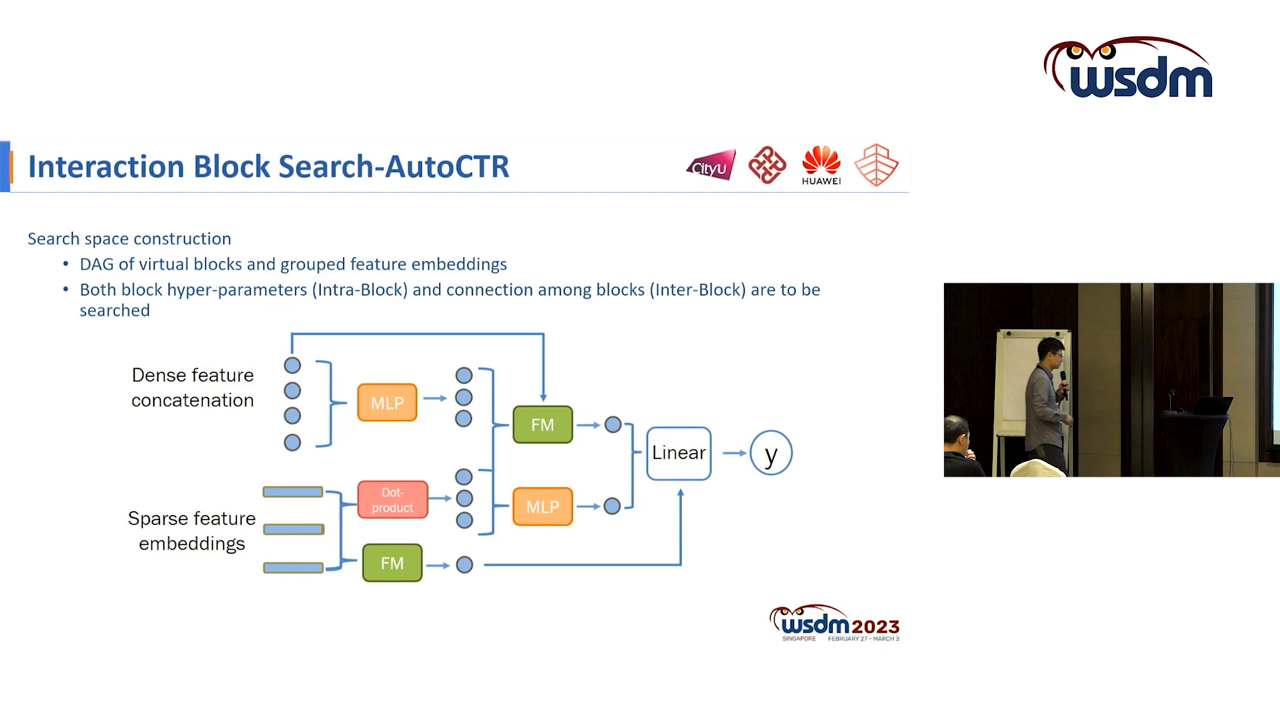 wsdm
Interaction Block Search-AutoCTR
CityU
HUAWEI
Search space construction
• DAG of virtual blocks and grouped feature embeddings
• Both block hyper-parameters (Intra-Block) and connection among blocks (Inter-Block) are to be
searched
Dense feature
concatenation
MLP
FM
Linear
y
Sparse feature
embeddings
Dot-
product
MLP
FM
wsdm 2023
SINGAPORE FEBRUARY 27 - MARCH 3